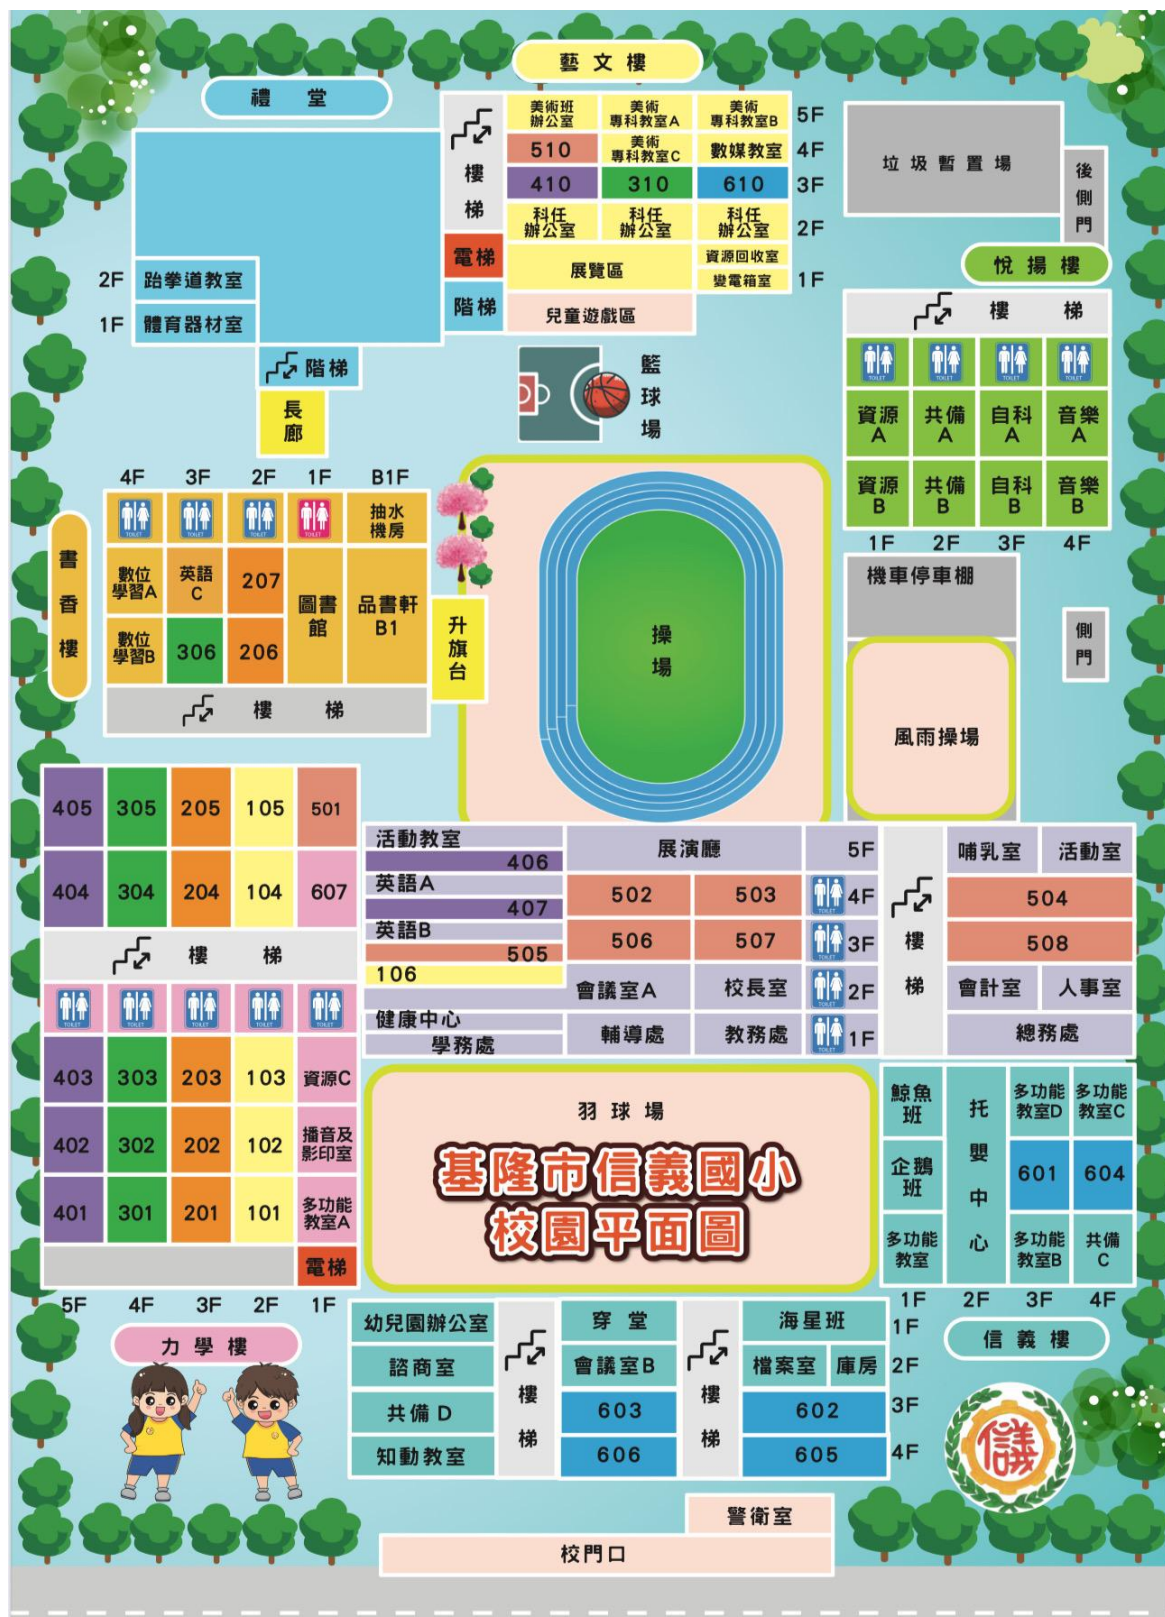 藝文樓
禮堂
樓梯
美術班
辦公室
美術
專科教室A
美術
專科教室B
5F
510
美術
專科教室C
數媒教室
4F
410
310
610
3F
科任
辦公室
科任
辦公室
科任
辦公室
2F
電梯
展覽區
資源回收室
變電箱室
1F
階梯
兒童遊戲區
垃圾暫置場
後側門
悅揚樓
2F
跆拳道教室
1F
體育器材室
階梯
長廊
籃球場
樓梯
TOILET
TOILET
TOILET
TOILET
資源
A
共備
A
自科
A
音樂
A
資源
B
共備
B
自科
B
音樂
B
1F
2F
3F
4F
4F
3F
2F
1F
B1F
書香樓
TOILET
TOILET
TOILET
TOILET
抽水
機房
數位
學習A
英語
C
207
圖書館
品書軒
B1
數位
學習B
306
206
樓梯
升旗台
操場
機車停車棚
側門
風雨操場
405
305
205
105
501
404
304
204
104
607
樓梯
TOILET
TOILET
TOILET
TOILET
TOILET
403
303
203
103
資源C
402
302
202
102
播音及
影印室
401
301
201
101
多功能
教室A
電梯
5F
4F
3F
2F
1F
力學樓
活動教室
406
展演廳
5F
哺乳室
活動室
英語A
407
502
503
TOILET
4F
504
英語B
505
506
507
TOILET
3F
樓梯
508
106
會議室A
校長室
TOILET
2F
會計室
人事室
健康中心
學務處
輔導處
教務處
TOILET
1F
總務處
羽球場
基隆市信義國小
校園平面圖
鯨魚
班
托嬰中心
多功能
教室D
多功能
教室C
企鵝
班
601
604
多功能
教室
多功能
教室B
共備
C
1F
2F
3F
4F
信義樓
幼兒園辦公室
樓梯
穿堂
樓梯
海星班
1F
諮商室
會議室B
檔案室
庫房
2F
共備 D
603
602
3F
知動教室
606
605
4F
信義
警衛室
校門口